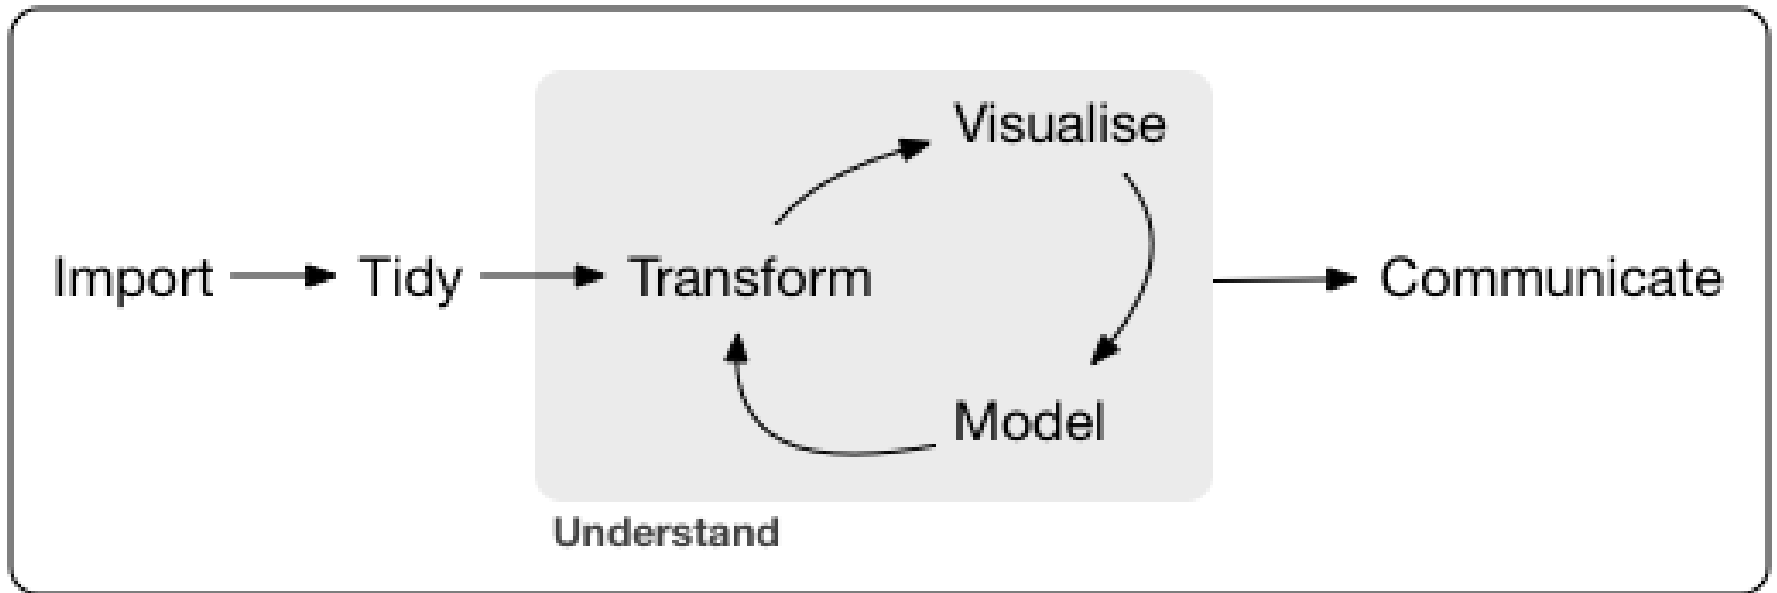 Visualise
Import
Tidy
Transform
Communicate
Model
Understand